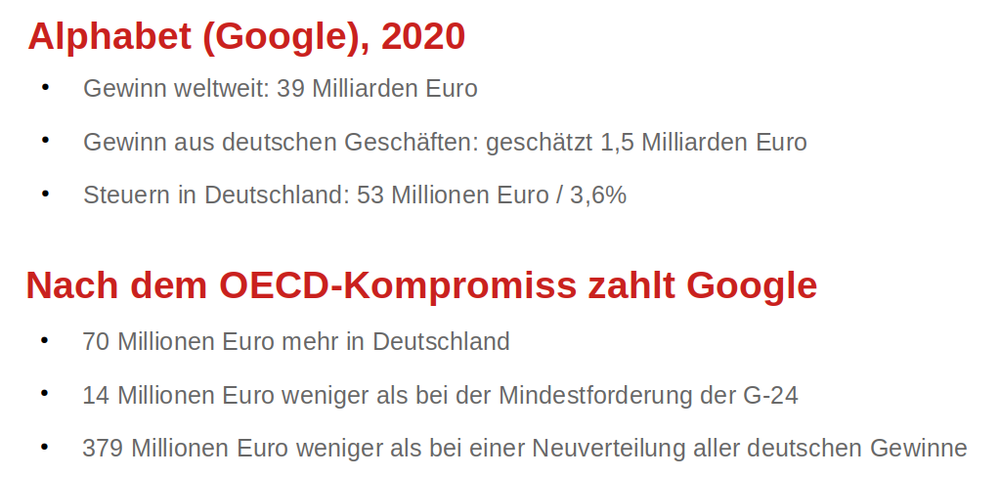 Alphabet (Google), 2020
• Gewinn weltweit: 39 Milliarden Euro
• Gewinn aus deutschen Geschäften: geschätzt 1,5 Milliarden Euro
• Steuern in Deutschland: 53 Millionen Euro / 3,6%
Nach dem OECD-Kompromiss zahlt Google
• 70 Millionen Euro mehr in Deutschland
• 14 Millionen Euro weniger als bei der Mindestforderung der G-24
• 379 Millionen Euro weniger als bei einer Neuverteilung aller deutschen Gewinne